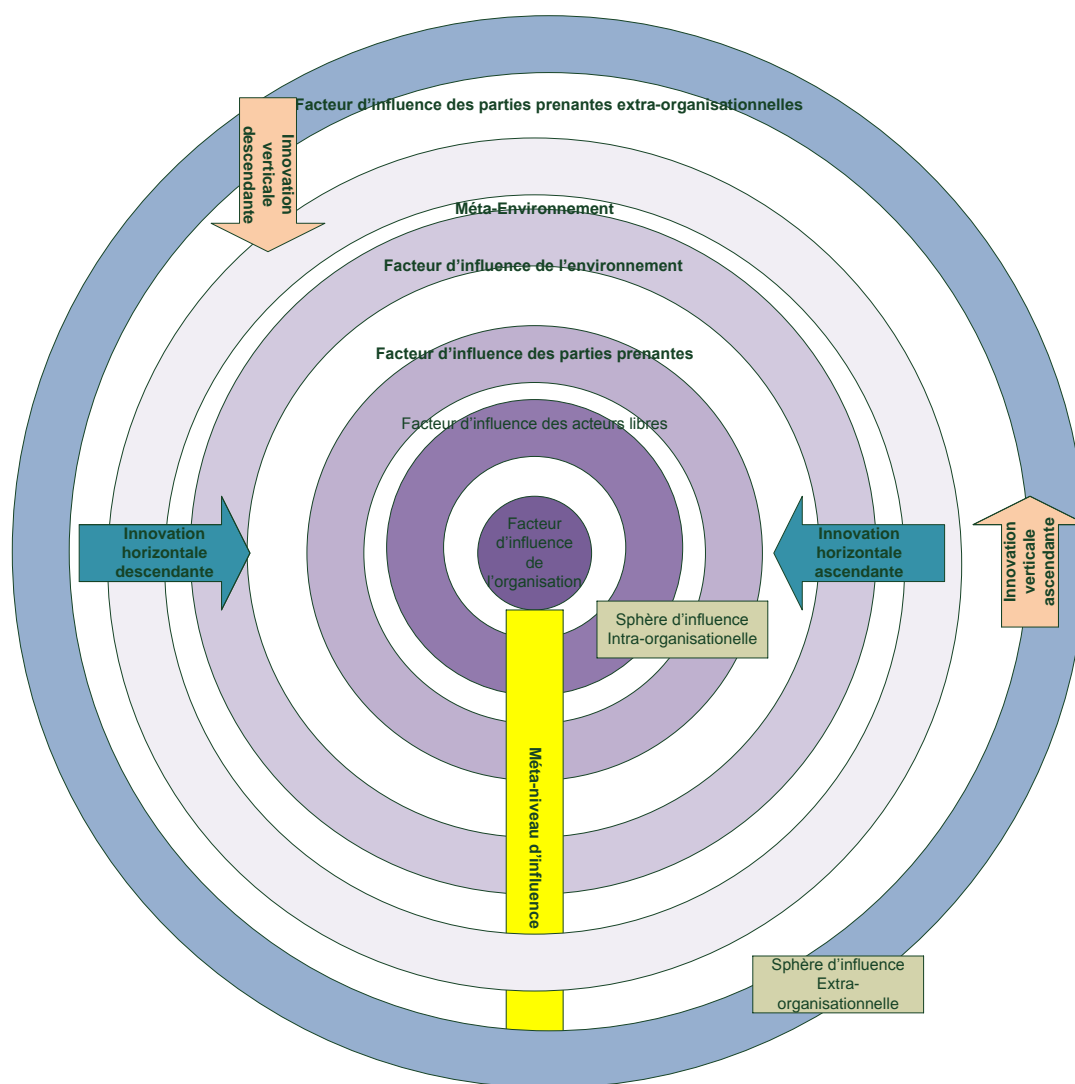 Facteur d’influence des parties prenantes extra-organisationnelles
Innovation
verticale
descendante
Méta-Environnement
Facteur d’influence de l’environnement
Facteur d’influence des parties prenantes
Facteur d’influence des acteurs libres
Facteur
d’influence
de
l’organisation
Innovation
horizontale
descendante
Innovation
horizontale
ascendante
Innovation
verticale
ascendante
Sphère d’influence
Intra-organisationelle
Méta-niveau d’influence
Sphère d’influence
Extra-
organisationnelle